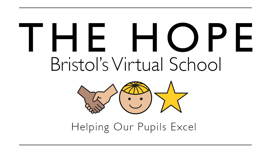 THE HOPE
Bristol's Virtual School
Helping Our Pupils Excel